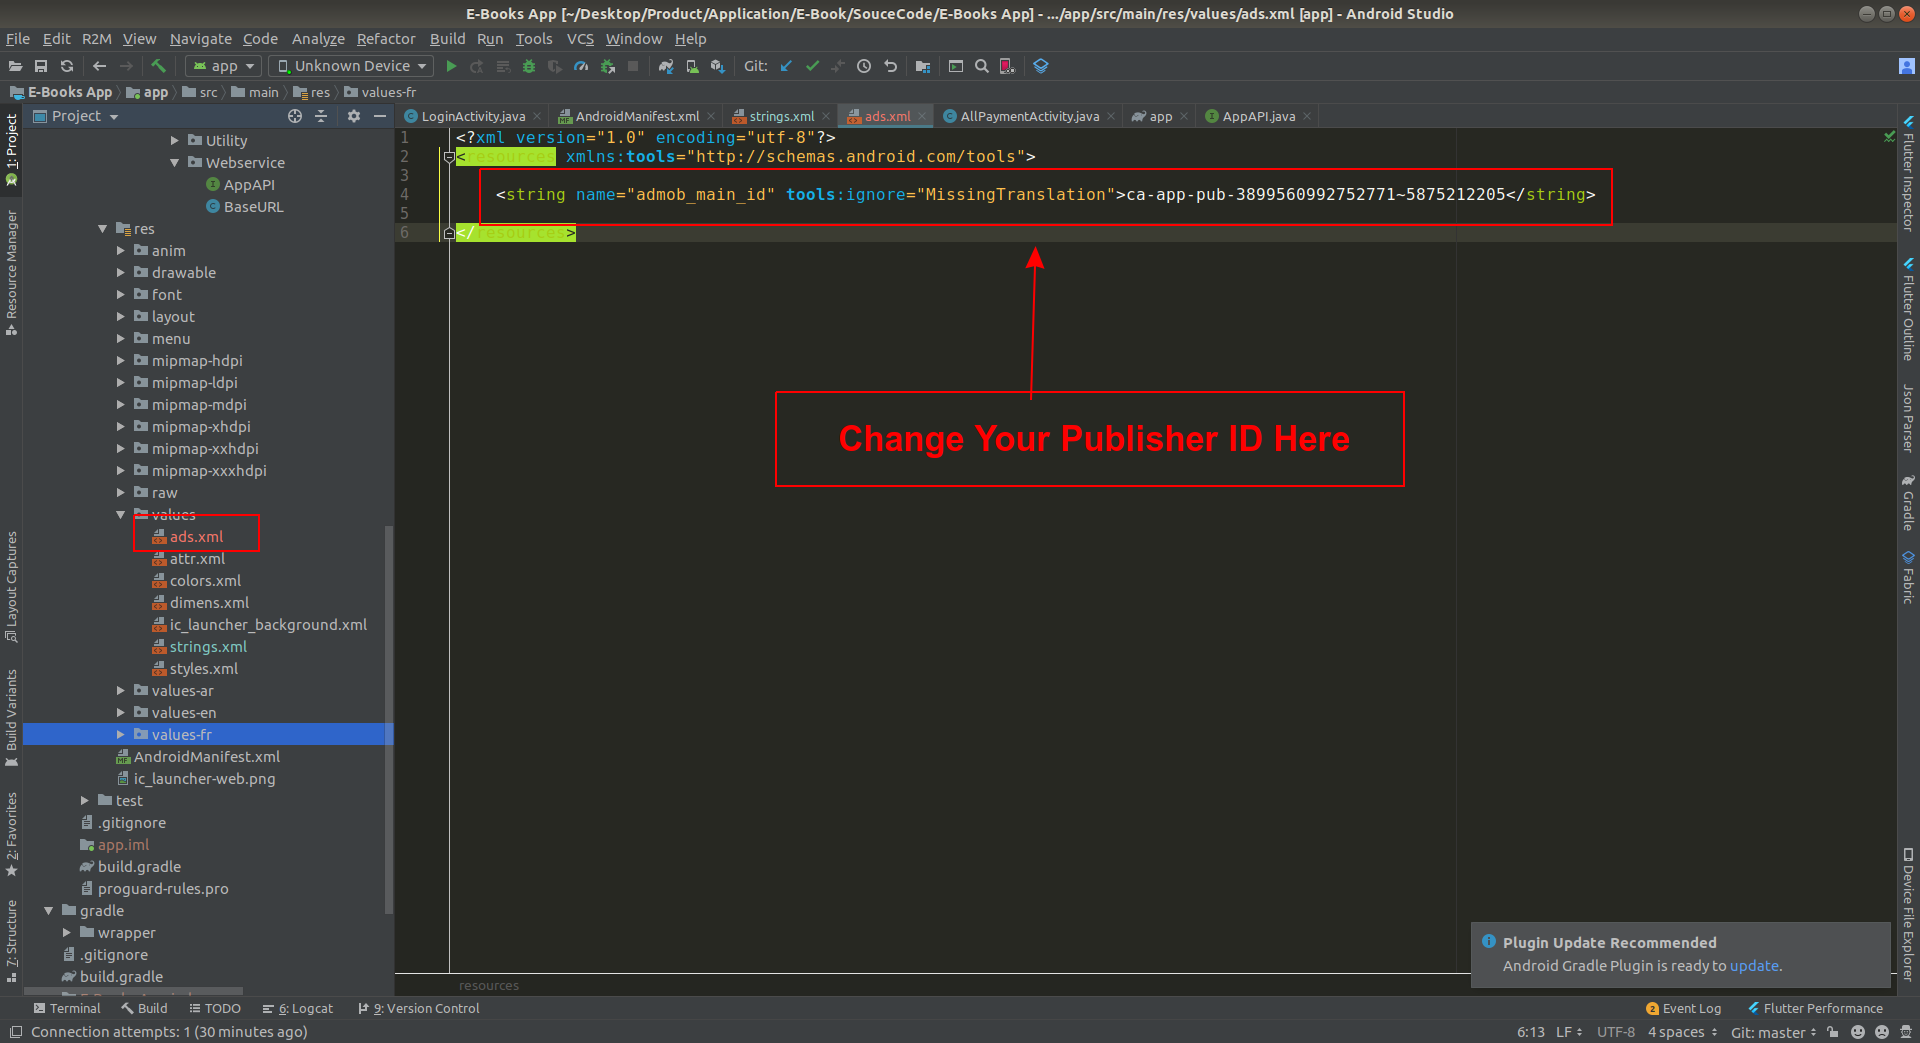 E-Books App [~/Desktop/Product/Application/E-Book/SouceCode/E-Books App] - .../app/src/main/res/values/ads.xml [app] - Android Studio
File Edit R2M View Navigate Code Analyze Refactor Build Run Tools VCS Window Help
app Unknown Device Git:
E-Books App app src main res values-fr
Project
LoginActivity.java AndroidManifest.xml strings.xml ads.xml AllPaymentActivity.java app AppAPI.java
1: Project
Resource Manager
Layout Captures
Build Variants
2: Favorites
7: Structure
Utility
Webservice
AppAPI
BaseURL
res
anim
drawable
font
layout
menu
mipmap-hdpi
mipmap-ldpi
mipmap-mdpi
mipmap-xhdpi
mipmap-xxhdpi
mipmap-xxxhdpi
raw
values
ads.xml
attr.xml
colors.xml
dimens.xml
ic_launcher_background.xml
strings.xml
styles.xml
values-ar
values-en
values-fr
AndroidManifest.xml
ic_launcher-web.png
test
.gitignore
app.iml
build.gradle
proguard-rules.pro
gradle
wrapper
.gitignore
build.gradle
1 <?xml version="1.0" encoding="utf-8"?>
2 <resources xmlns:tools="http://schemas.android.com/tools">
3
4 <string name="admob_main_id" tools:ignore="MissingTranslation">ca-app-pub-3899560992752771~5875212205</string>
5
6 </resources>
Change Your Publisher ID Here
resources
Flutter Inspector
Flutter Outline
Json Parser
Gradle
Fabric
Device File Explorer
Plugin Update Recommended
Android Gradle Plugin is ready to update.
Terminal Build TODO 6: Logcat 9: Version Control 2 Event Log Flutter Performance
Connection attempts: 1 (30 minutes ago) 6:13 LF UTF-8 4 spaces Git: master